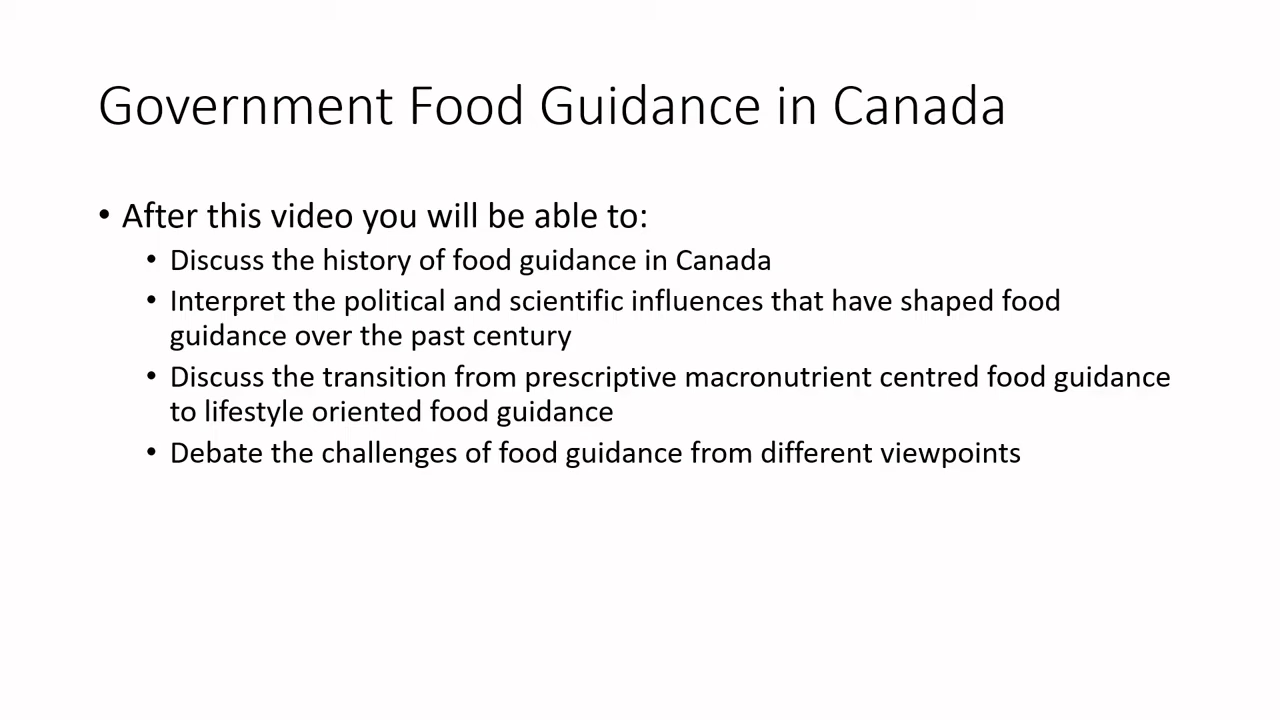 Government Food Guidance in Canada
• After this video you will be able to:
• Discuss the history of food guidance in Canada
• Interpret the political and scientific influences that have shaped food
guidance over the past century
• Discuss the transition from prescriptive macronutrient centred food guidance
to lifestyle oriented food guidance
• Debate the challenges of food guidance from different viewpoints